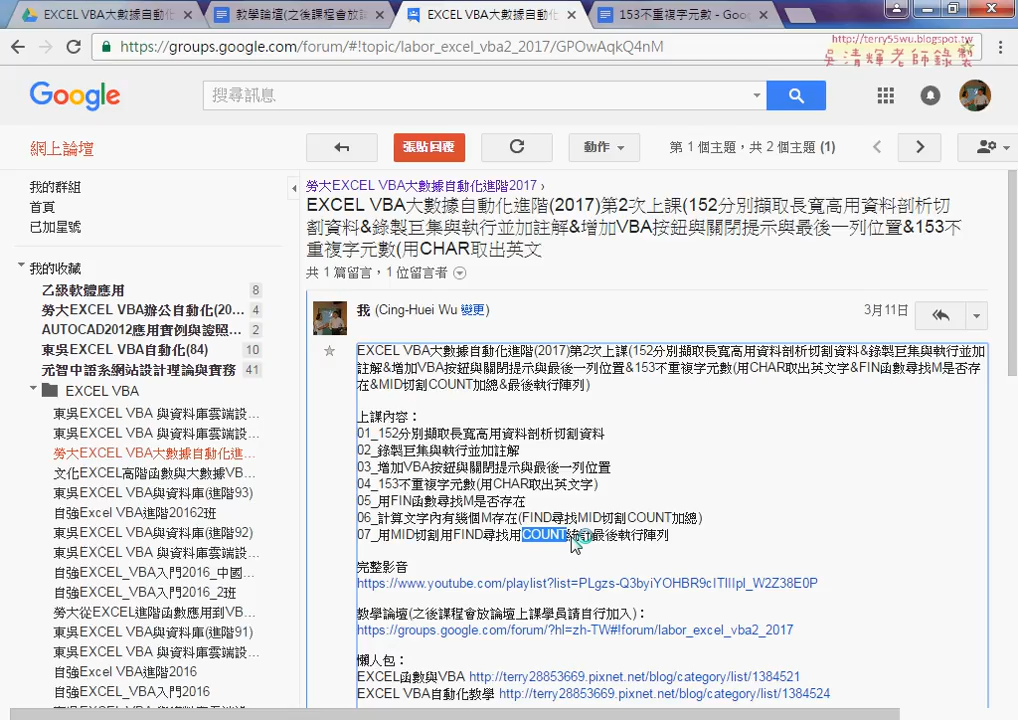 EXCEL VBA大數據自動化
教學論壇(之後課程會放論
EXCEL VBA大數據自動化
153不重複字元數 - Goo
https://groups.google.com/forum/#!topic/labor_excel_vba2_2017/GPOwAqkQ4nM
http://terry55wu.blogspot.tw
吳清輝老師錄製
Google
搜尋訊息
網上論壇
張貼回覆
動作
第 1 個主題，共 2 個主題 (1)
我的群組
首頁
已加星號
我的收藏
乙級軟體應用 8
勞大EXCEL VBA辦公自動化(20... 4
AUTOCAD2012應用實例與證照... 2
東吳EXCEL VBA自動化(84) 10
元智中語系網站設計理論與實務 41
EXCEL VBA
東吳EXCEL VBA 與資料庫雲端設...
東吳EXCEL VBA 與資料庫雲端設...
勞大EXCEL VBA大數據自動化進...
文化EXCEL高階函數與大數據VB...
東吳EXCEL VBA與資料庫(進階93)
自強Excel VBA進階20162班
東吳EXCEL VBA與資料庫(進階92)
自強EXCEL_VBA入門2016_中國...
自強EXCEL_VBA入門2016_2班
勞大從EXCEL進階函數應用到VB...
東吳EXCEL VBA與資料庫(進階91)
東吳EXCEL VBA 與資料庫雲端設...
自強Excel VBA進階2016
自強EXCEL_VBA入門2016
勞大EXCEL VBA大數據自動化進階2017 ›
EXCEL VBA大數據自動化進階(2017)第2次上課(152分別擷取長寬高用資料剖析切
割資料&錄製巨集與執行並加註解&增加VBA按鈕與關閉提示與最後一列位置&153不
重複字元數(用CHAR取出英文
共 1 篇留言，1 位留言者
我 (Cing-Huei Wu 變更)
3月11日
EXCEL VBA大數據自動化進階(2017)第2次上課(152分別擷取長寬高用資料剖析切割資料&錄製巨集與執行並加
註解&增加VBA按鈕與關閉提示與最後一列位置&153不重複字元數(用CHAR取出英文字&FIN函數尋找M是否存
在&MID切割COUNT加總&最後執行陣列)
上課內容：
01_152分別擷取長寬高用資料剖析切割資料
02_錄製巨集與執行並加註解
03_增加VBA按鈕與關閉提示與最後一列位置
04_153不重複字元數(用CHAR取出英文字)
05_用FIN函數尋找M是否存在
06_計算文字內有幾個M存在(FIND尋找MID切割COUNT加總)
07_用MID切割用FIND尋找用COUNT統計最後執行陣列
完整影音
https://www.youtube.com/playlist?list=PLgzs-Q3byiYOHBR9cITIIIpl_W2Z38E0P
教學論壇(之後課程會放論壇上課學員請自行加入)：
https://groups.google.com/forum/?hl=zh-TW#!forum/labor_excel_vba2_2017
懶人包：
EXCEL函數與VBA http://terry28853669.pixnet.net/blog/category/list/1384521
EXCEL VBA自動化教學 http://terry28853669.pixnet.net/blog/category/list/1384524